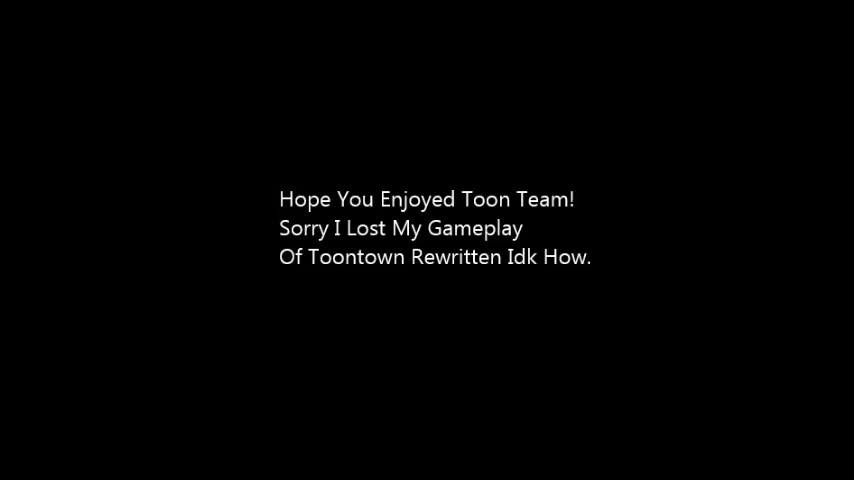 Hope You Enjoyed Toon Team!
Sorry I Lost My Gameplay
Of Toontown Rewritten Idk How.